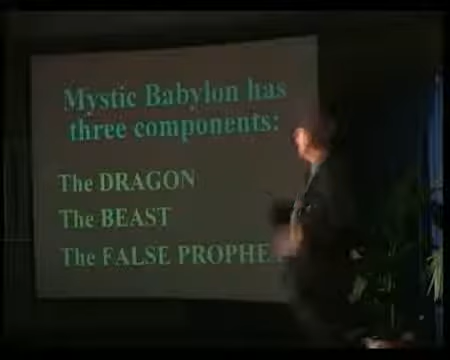 Mystic Babylon has
three components:
The DRAGON
The BEAST
The FALSE PROPHE